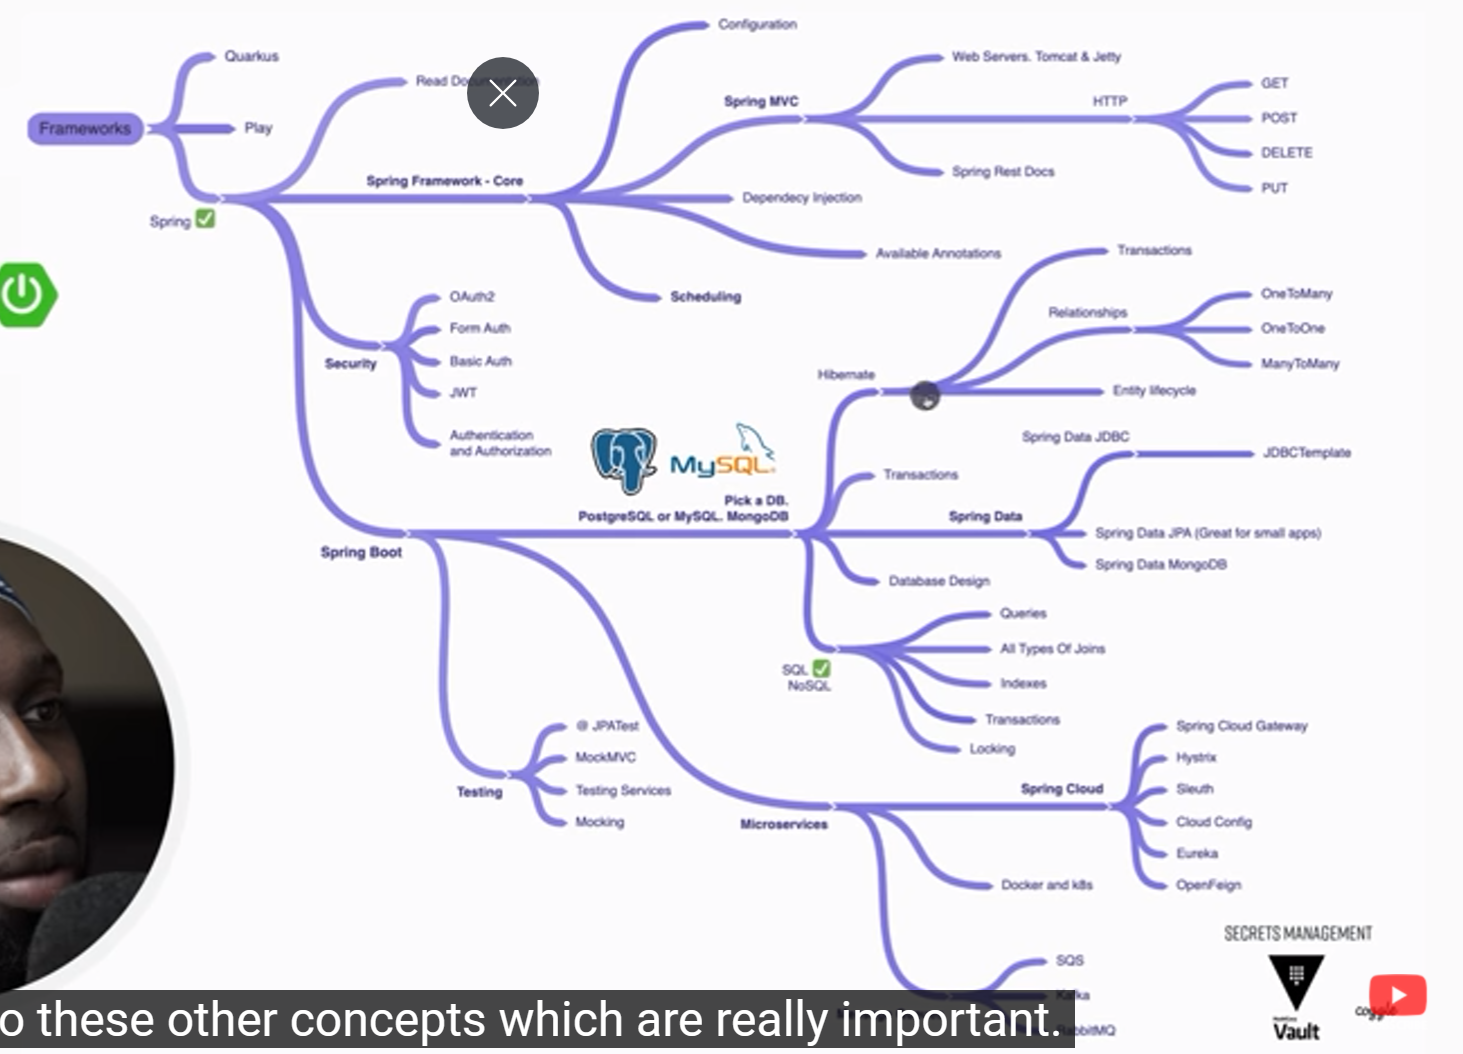 Configuration
Quarkus
Read
Web Servers. Tomcat & Jetty
GET
Spring MVC
HTTP
Frameworks
Play
POST
DELETE
Spring Rest Docs
PUT
Spring Framework - Core
Dependecy Injection
Spring
Available Annotations
Transactions
Scheduling
OAuth2
Form Auth
Basic Auth
JWT
Authentication
and Authorization
Security
Relationships
OneToMany
OneToOne
ManyToMany
Hibernate
Entity lifecycle
MySQL
Spring Data JDBC
JDBCTemplate
Transactions
Pick a DB.
PostgreSQL or MySQL. MongoDB
Spring Data
Spring Data JPA (Great for small apps)
Spring Data MongoDB
Spring Boot
Database Design
Queries
All Types Of Joins
Indexes
Transactions
Locking
SQL
NoSQL
@ JPATest
MockMVC
Testing Services
Mocking
Testing
Spring Cloud Gateway
Hystrix
Sleuth
Cloud Config
Eureka
OpenFeign
Spring Cloud
Microservices
Docker and k8s
SECRETS MANAGEMENT
SQS
Kafka
RabbitMQ
Vault
coggle
o these other concepts which are really important.